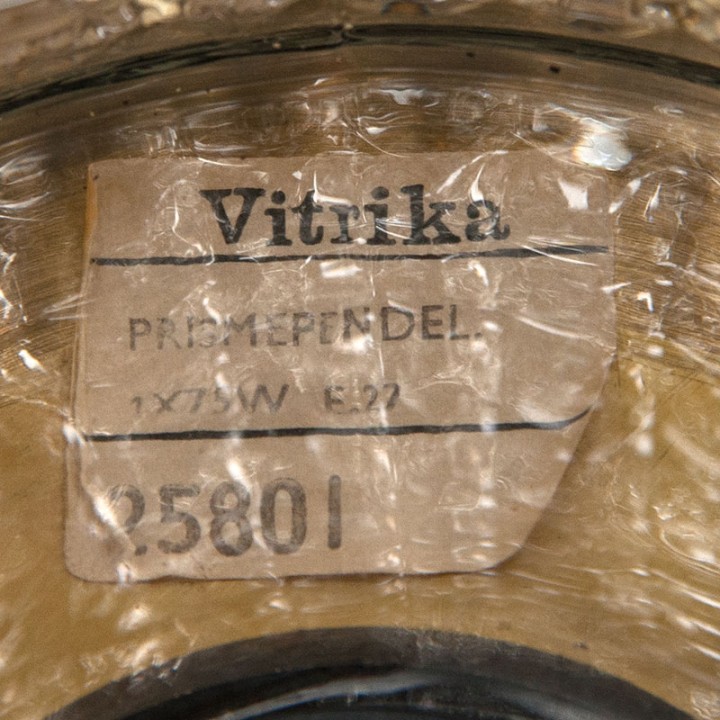 Vitrika
PRISMEPENDEL.
1X75W E.27
25801